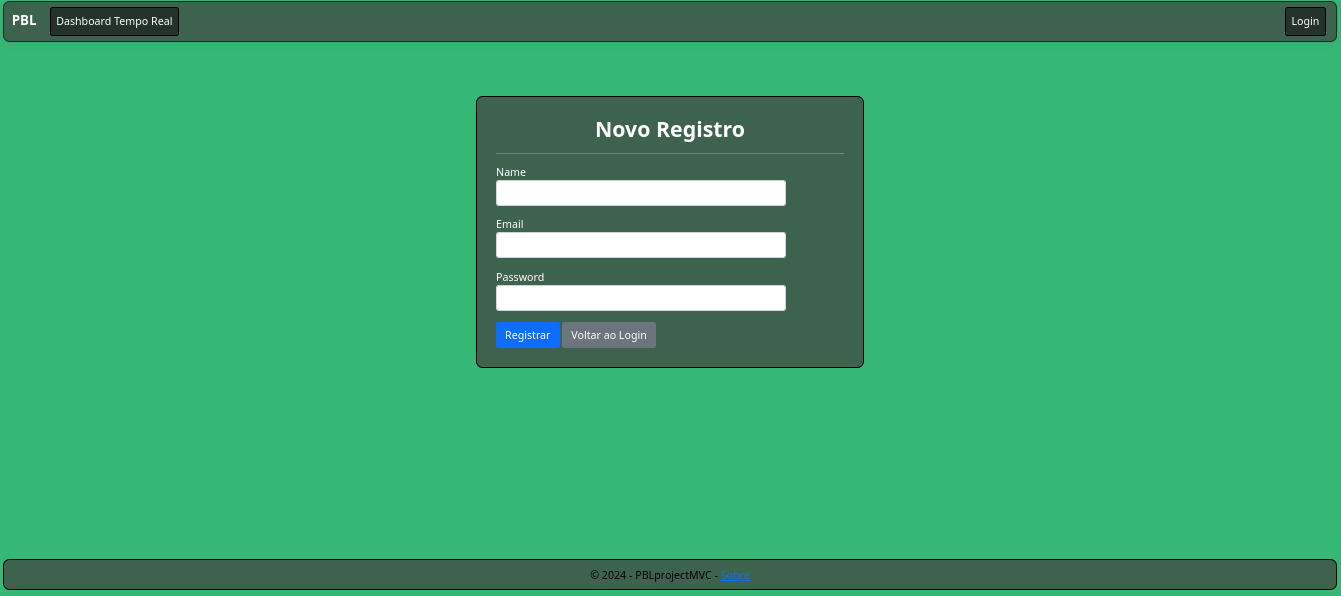 PBL Dashboard Tempo Real Login
Novo Registro
Name
Email
Password
Registrar Voltar ao Login
© 2024 - PBLprojectMVC - Sobre